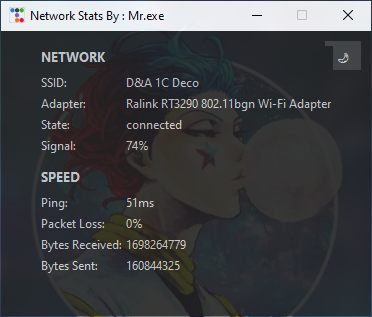 Network Stats By : Mr.exe
NETWORK
SSID: D&A 1C Deco
Adapter: Ralink RT3290 802.11bgn Wi-Fi Adapter
State: connected
Signal: 74%
SPEED
Ping: 51ms
Packet Loss: 0%
Bytes Received: 1698264779
Bytes Sent: 160844325